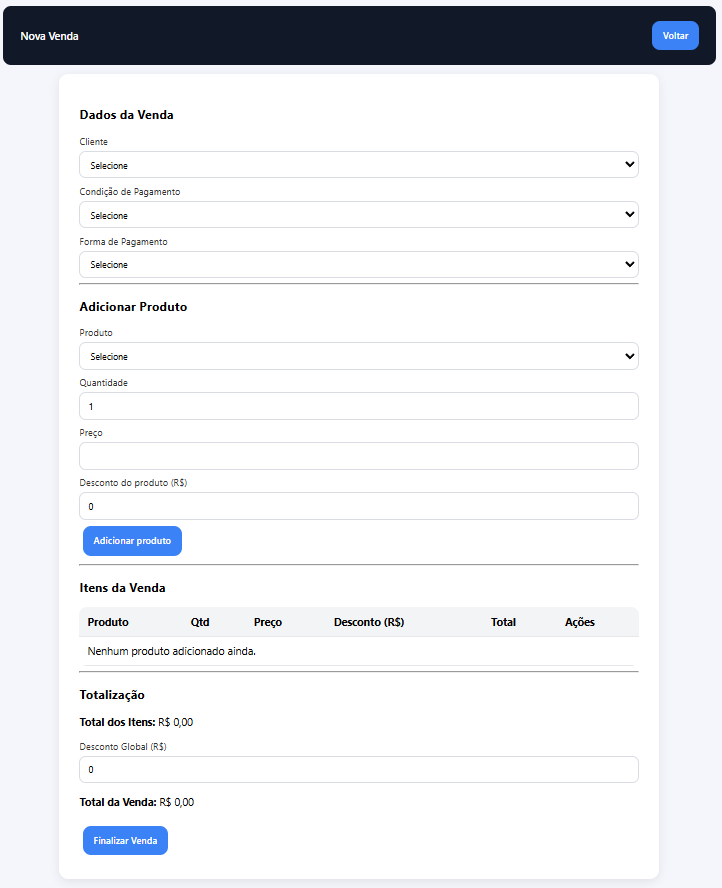 Nova Venda Voltar
Dados da Venda
Cliente
Selecione
Condição de Pagamento
Selecione
Forma de Pagamento
Selecione
Adicionar Produto
Produto
Selecione
Quantidade
1
Preço
Desconto do produto (R$)
0
Adicionar produto
Itens da Venda
Produto Qtd Preço Desconto (R$) Total Ações
Nenhum produto adicionado ainda.
Totalização
Total dos Itens: R$ 0,00
Desconto Global (R$)
0
Total da Venda: R$ 0,00
Finalizar Venda